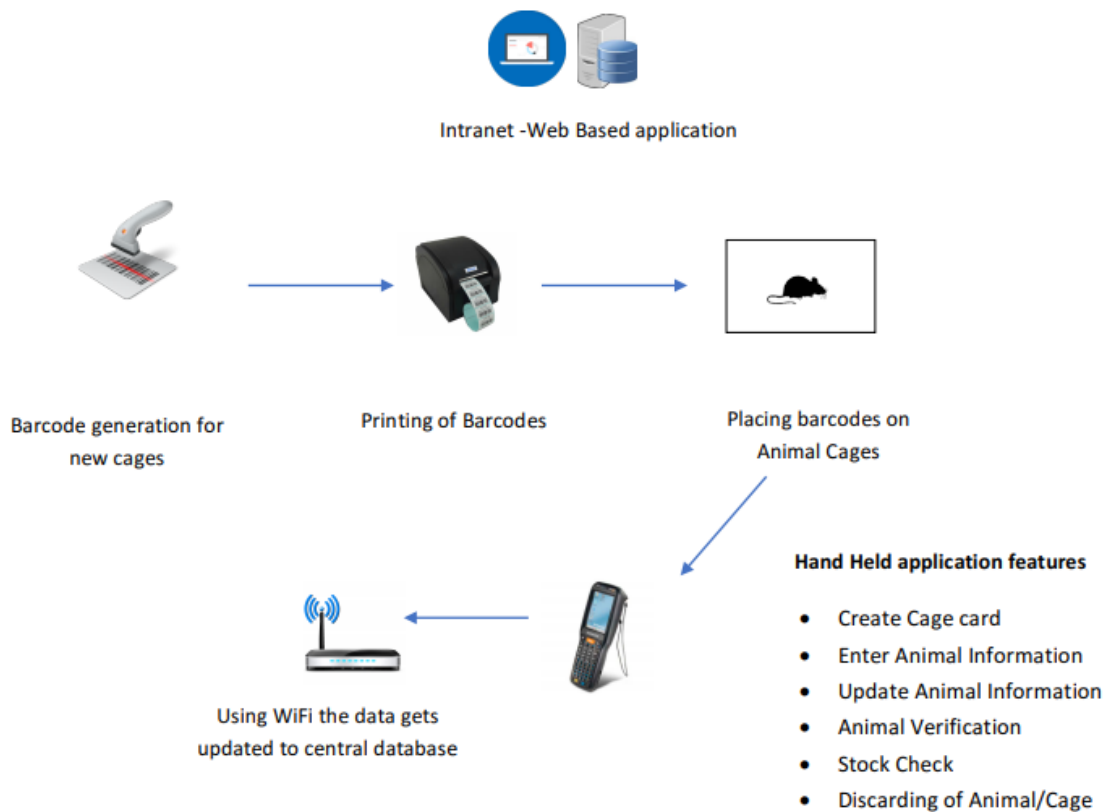 Intranet -Web Based application
Barcode generation for
new cages
Printing of Barcodes
Placing barcodes on
Animal Cages
Hand Held application features
• Create Cage card
• Enter Animal Information
• Update Animal Information
• Animal Verification
• Stock Check
• Discarding of Animal/Cage
Using WiFi the data gets
updated to central database